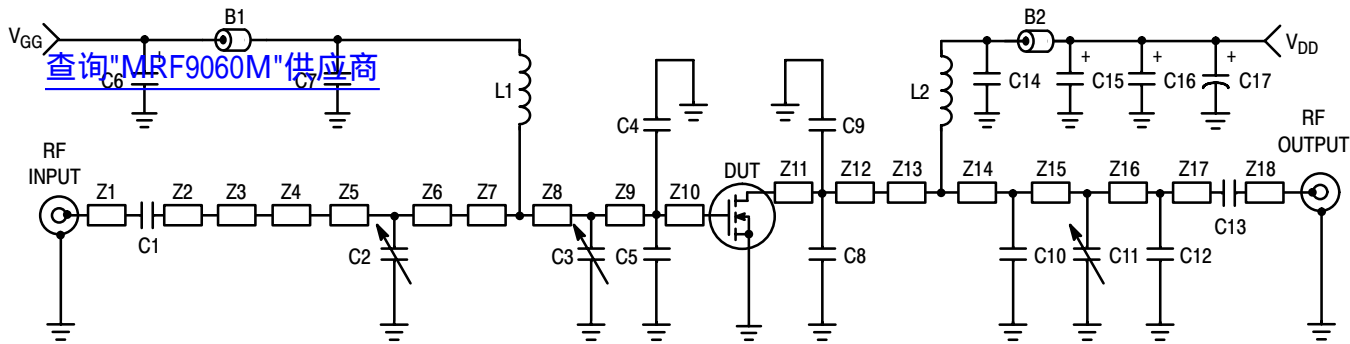 B1
B2
VGG
VDD
查询"MRF9060M"供应商
C6
+
C7
L1
L2
C14
+
C15
+
C16
+
C17
C4
C9
RF
INPUT
RF
OUTPUT
DUT
Z1
Z2
Z3
Z4
Z5
Z6
Z7
Z8
Z9
Z10
Z11
Z12
Z13
Z14
Z15
Z16
Z17
Z18
C1
C2
C3
C5
C8
C10
C11
C12
C13